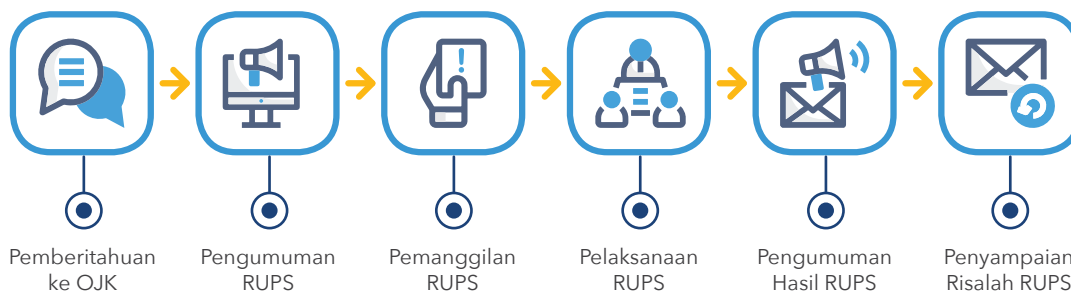 Pemberitahuan
ke OJK
Pengumuman
RUPS
Pemanggilan
RUPS
Pelaksanaan
RUPS
Pengumuman
Hasil RUPS
Penyampaian
Risalah RUPS